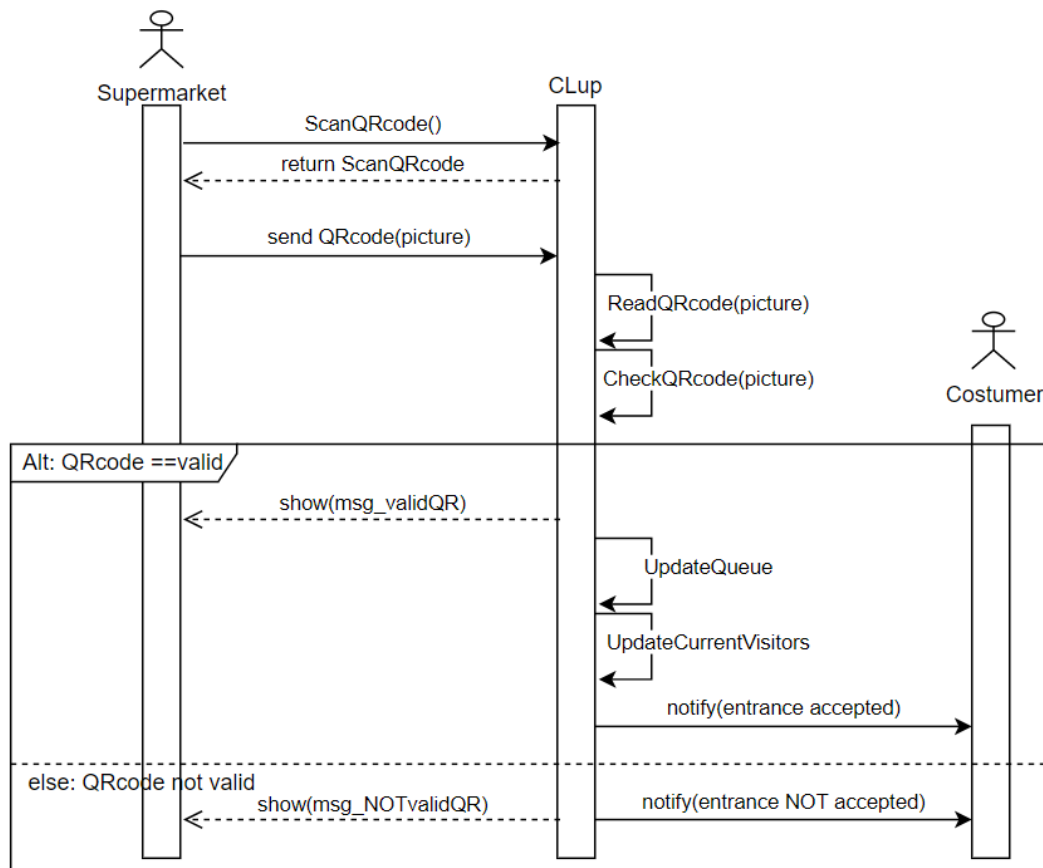 Supermarket
CLup
ScanQRcode()
return ScanQRcode
send QRcode(picture)
ReadQRcode(picture)
CheckQRcode(picture)
Costumer
Alt: QRcode ==valid
show(msg_validQR)
UpdateQueue
UpdateCurrentVisitors
notify(entrance accepted)
else: QRcode not valid
show(msg_NOTvalidQR)
notify(entrance NOT accepted)